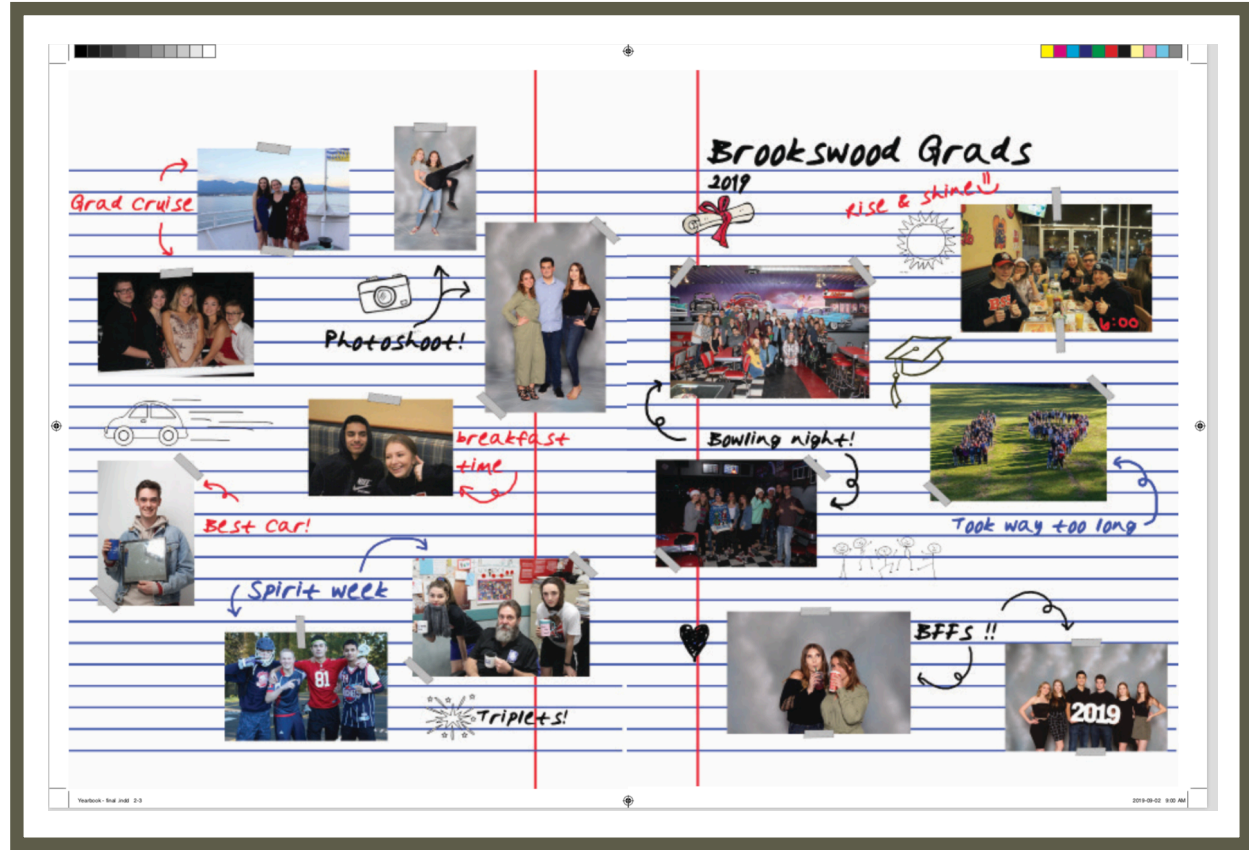 Brookswood Grads
2019
Grad Cruise
Photoshoot!
breakfast
time
Best Car!
Spirit week
Triplets!
rise & shine!!
6:00
Bowling night!
Took way too long
BFFs !!
81
2019
Yearbook - final .indd 2-3
2019-09-02 9:00 AM